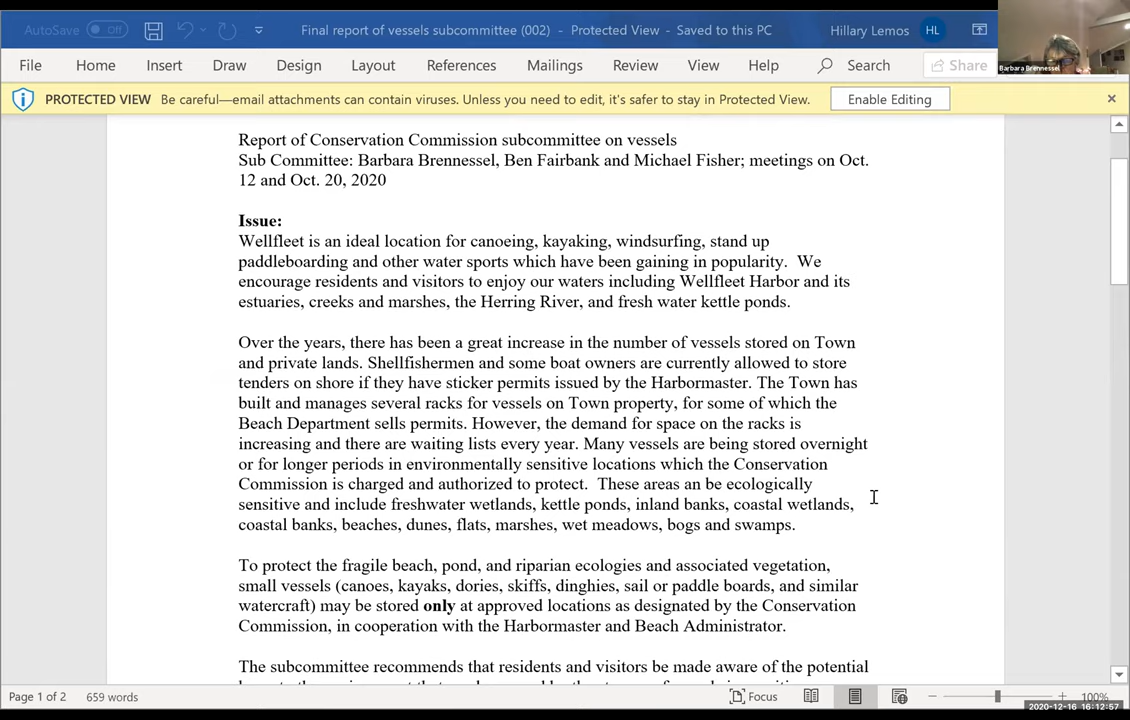 AutoSave Off
Final report of vessels subcommittee (002) - Protected View - Saved to this PC
Hillary Lemos HL
Barbara Brennessel
File Home Insert Draw Design Layout References Mailings Review View Help Search Share
PROTECTED VIEW Be careful—email attachments can contain viruses. Unless you need to edit, it's safer to stay in Protected View. Enable Editing
Report of Conservation Commission subcommittee on vessels
Sub Committee: Barbara Brennessel, Ben Fairbank and Michael Fisher; meetings on Oct.
12 and Oct. 20, 2020
Issue:
Wellfleet is an ideal location for canoeing, kayaking, windsurfing, stand up
paddleboarding and other water sports which have been gaining in popularity. We
encourage residents and visitors to enjoy our waters including Wellfleet Harbor and its
estuaries, creeks and marshes, the Herring River, and fresh water kettle ponds.
Over the years, there has been a great increase in the number of vessels stored on Town
and private lands. Shellfishermen and some boat owners are currently allowed to store
tenders on shore if they have sticker permits issued by the Harbormaster. The Town has
built and manages several racks for vessels on Town property, for some of which the
Beach Department sells permits. However, the demand for space on the racks is
increasing and there are waiting lists every year. Many vessels are being stored overnight
or for longer periods in environmentally sensitive locations which the Conservation
Commission is charged and authorized to protect. These areas an be ecologically
sensitive and include freshwater wetlands, kettle ponds, inland banks, coastal wetlands,
coastal banks, beaches, dunes, flats, marshes, wet meadows, bogs and swamps.
To protect the fragile beach, pond, and riparian ecologies and associated vegetation,
small vessels (canoes, kayaks, dories, skiffs, dinghies, sail or paddle boards, and similar
watercraft) may be stored only at approved locations as designated by the Conservation
Commission, in cooperation with the Harbormaster and Beach Administrator.
The subcommittee recommends that residents and visitors be made aware of the potential
Page 1 of 2 659 words Focus 100%
2020-12-16 16:12:57